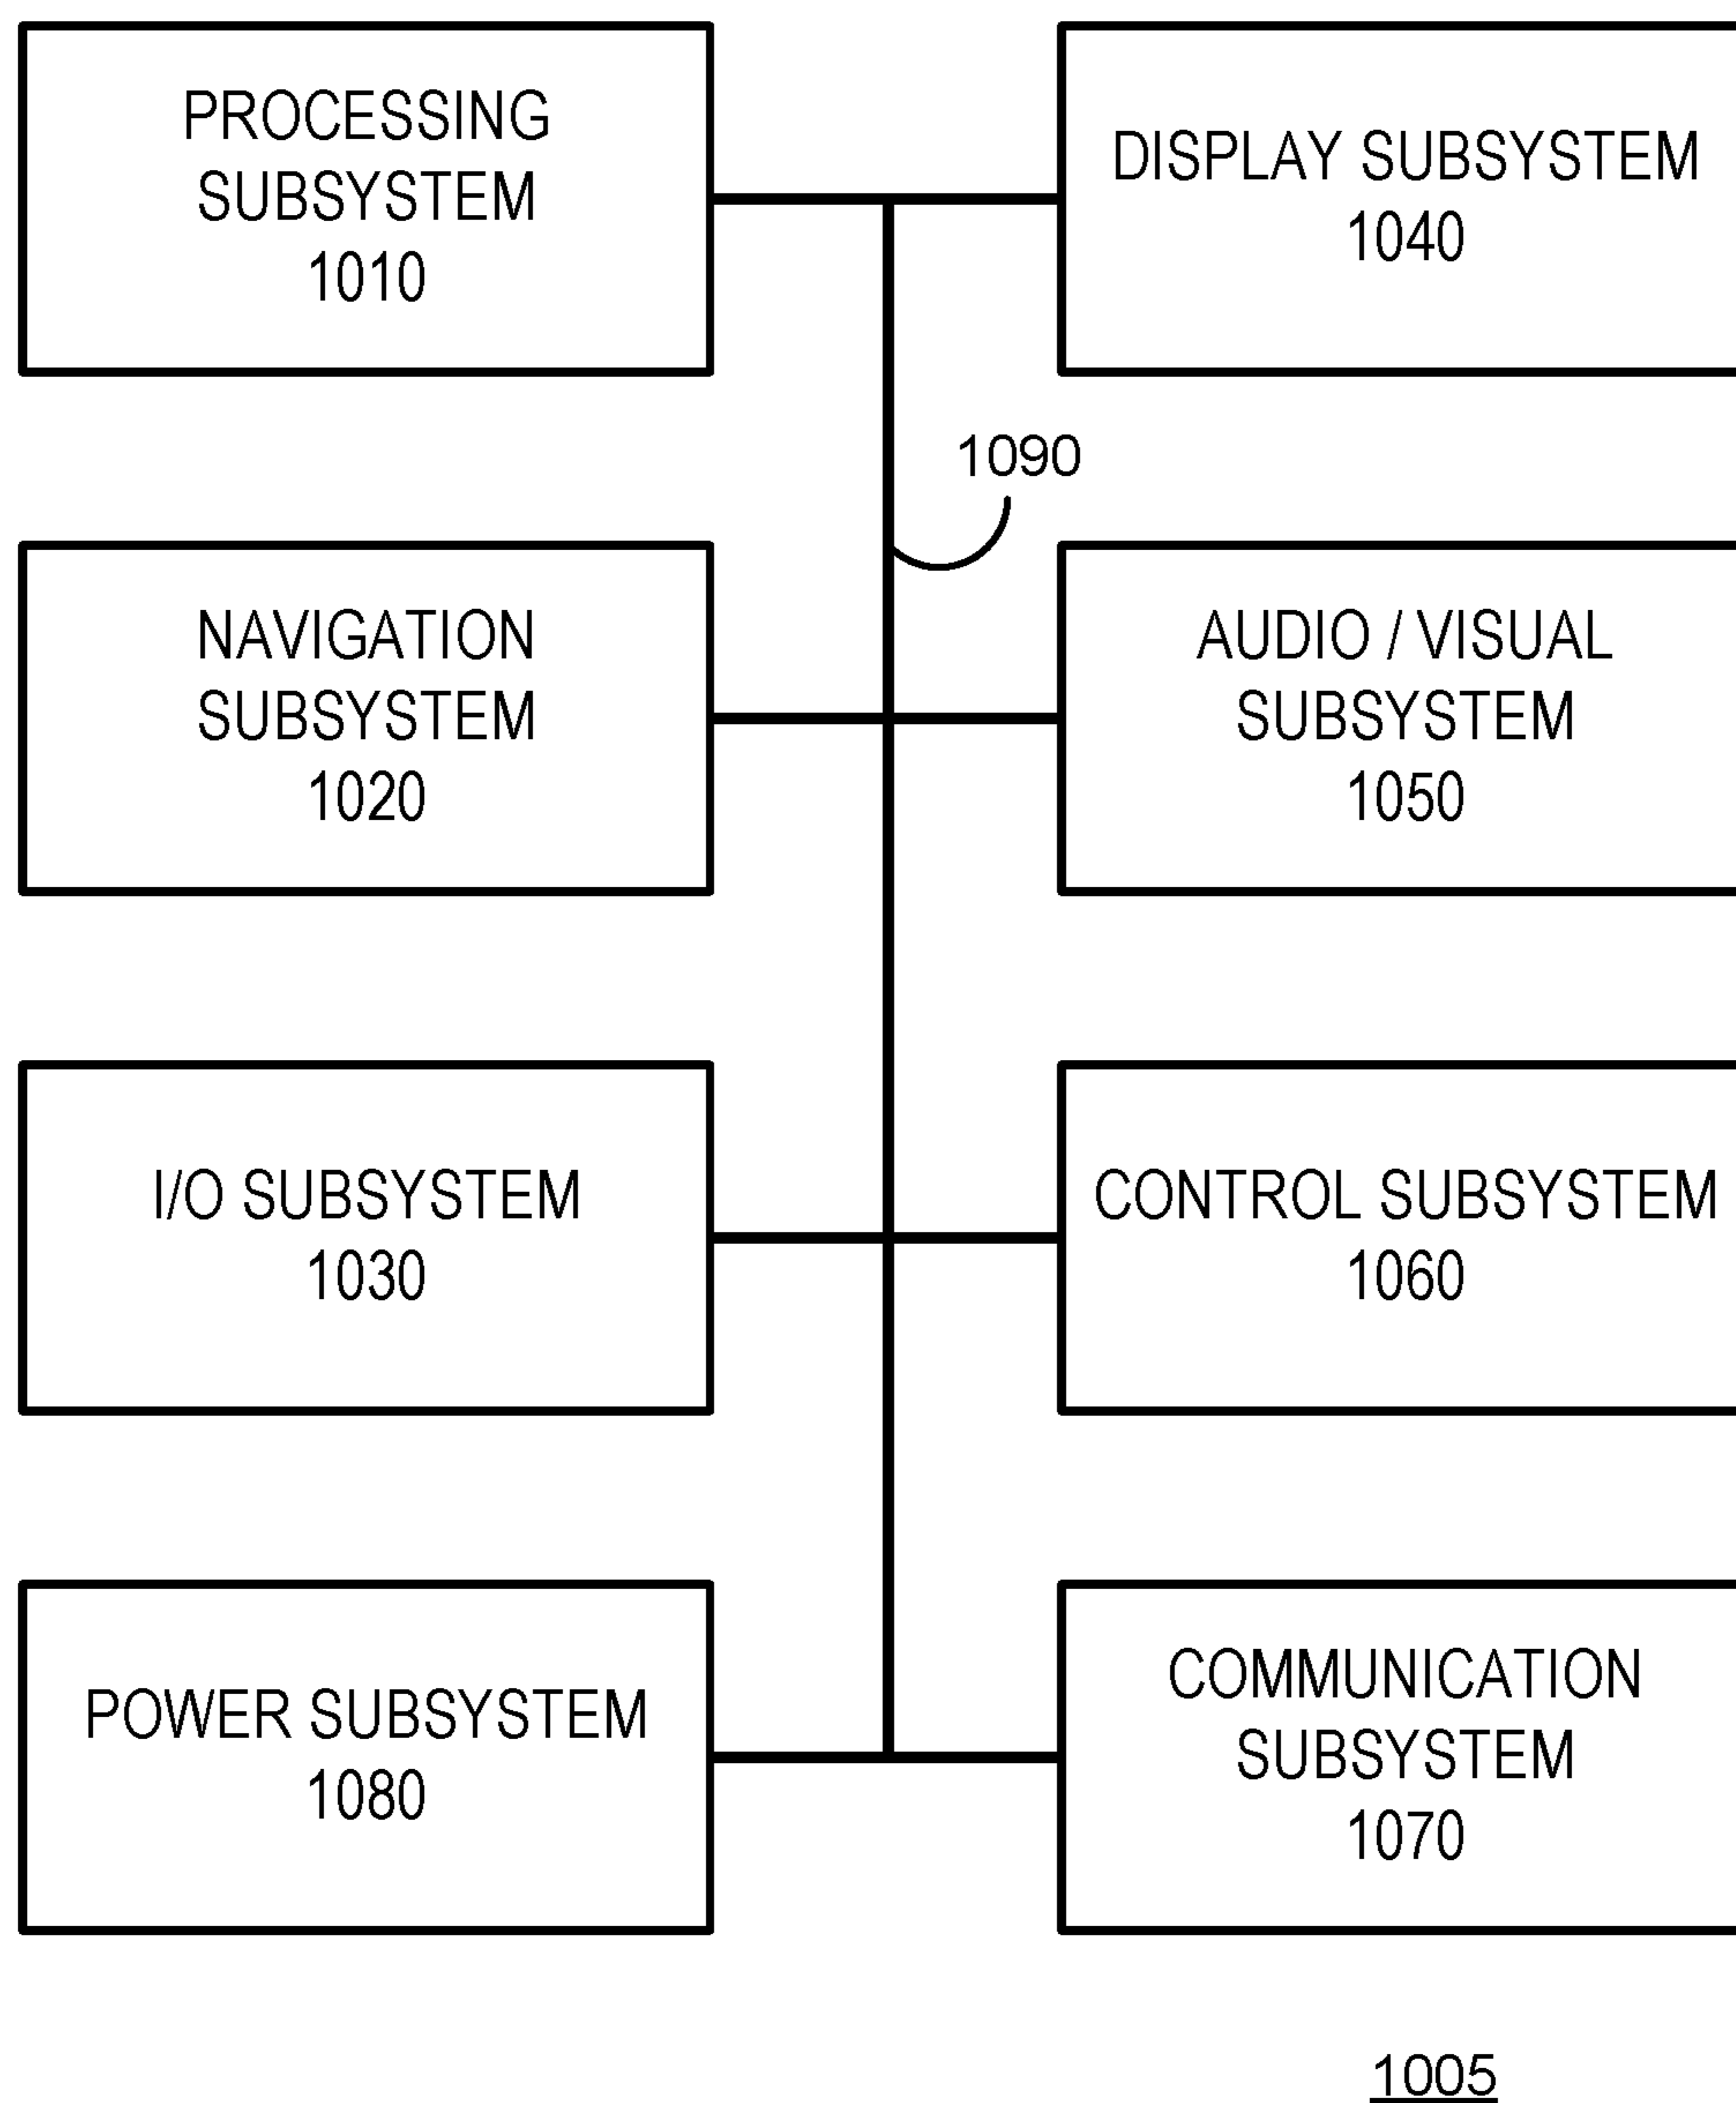 PROCESSING
SUBSYSTEM
1010
DISPLAY SUBSYSTEM
1040
1090
NAVIGATION
SUBSYSTEM
1020
AUDIO / VISUAL
SUBSYSTEM
1050
I/O SUBSYSTEM
1030
CONTROL SUBSYSTEM
1060
POWER SUBSYSTEM
1080
COMMUNICATION
SUBSYSTEM
1070
1005